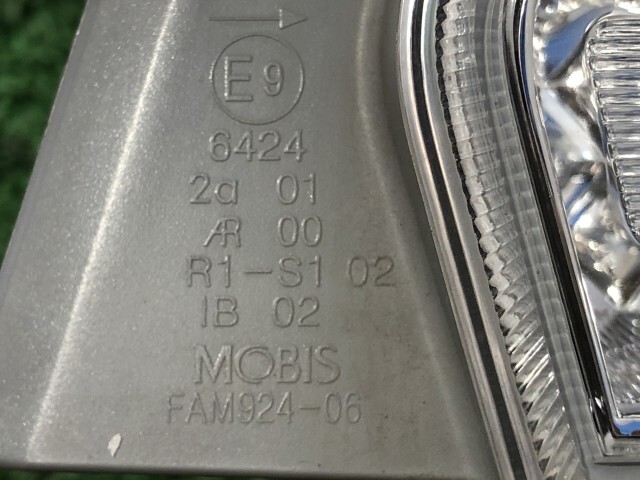 E9
6424
2a 01
AR 00
R1-S1 02
IB 02
MOBIS
FAM924-06